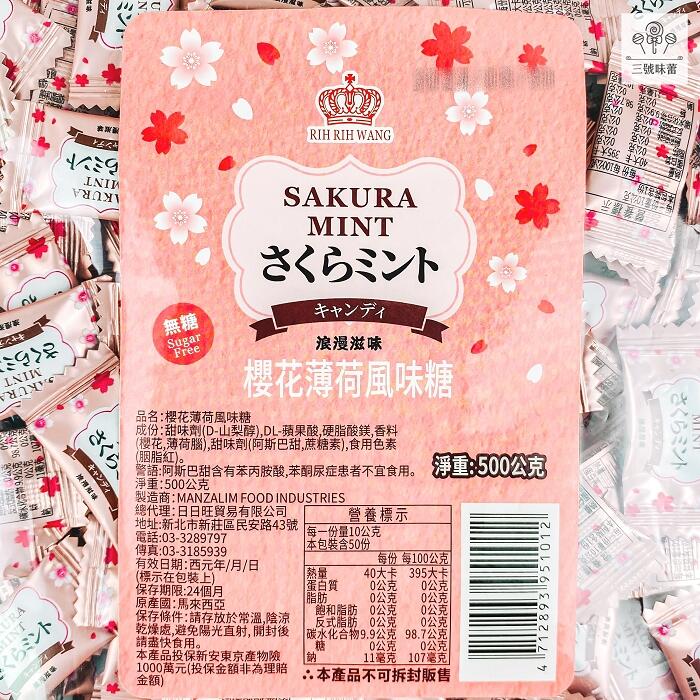 三號味蕾
RIH RIH WANG
SAKURA
MINT
さくらミント
キャンディ
無糖
Sugar
Free
浪漫滋味
櫻花薄荷風味糖
品名:櫻花薄荷風味糖
成份:甜味劑(D-山梨醇),DL-蘋果酸,硬脂酸鎂,香料
(櫻花,薄荷腦),甜味劑(阿斯巴甜,蔗糖素),食用色素
(胭脂紅)。
警語:阿斯巴甜含有苯丙胺酸,苯酮尿症患者不宜食用。
淨重:500公克
淨重:500公克
製造商:MANZALIM FOOD INDUSTRIES
總代理:日日旺貿易有限公司
地址:新北市新莊區民安路43號
電話:03-3289797
傳真:03-3185939
有效日期:西元年/月/日
(標示在包裝上)
保存期限:24個月
原產國:馬來西亞
保存條件:請存放於常溫,陰涼
乾燥處,避免陽光直射,開封後
請盡快食用。
本產品投保新安東京產物險
1000萬元(投保金額非為理賠
金額)
營養標示
每一份量10公克
本包裝含50份
每份 每100公克
熱量 40大卡 395大卡
蛋白質 0公克 0公克
脂肪 0公克 0公克
飽和脂肪 0公克 0公克
反式脂肪 0公克 0公克
碳水化合物 9.9公克 98.7公克
糖 0公克 0公克
鈉 11毫克 107毫克
∴本產品不可拆封販售
4712893951012